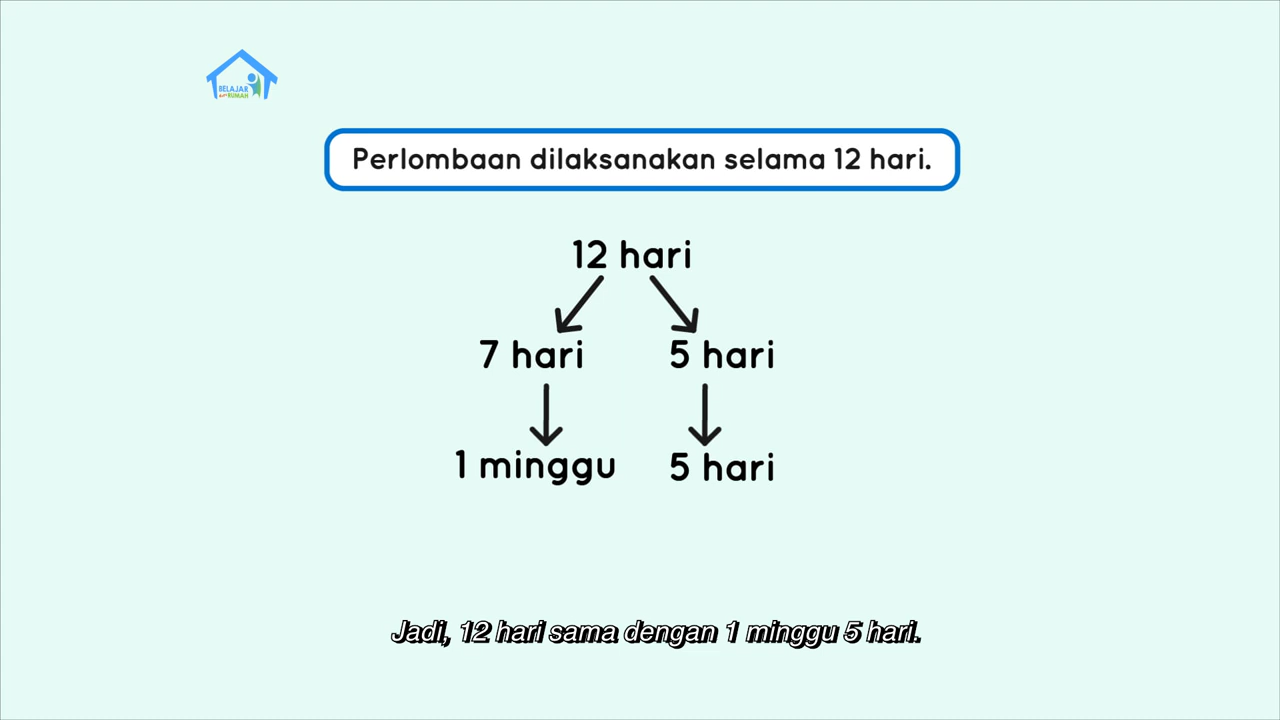 BELAJAR
dari RUMAH
Perlombaan dilaksanakan selama 12 hari.
12 hari
7 hari 5 hari
1 minggu 5 hari
Jadi, 12 hari sama dengan 1 minggu 5 hari.